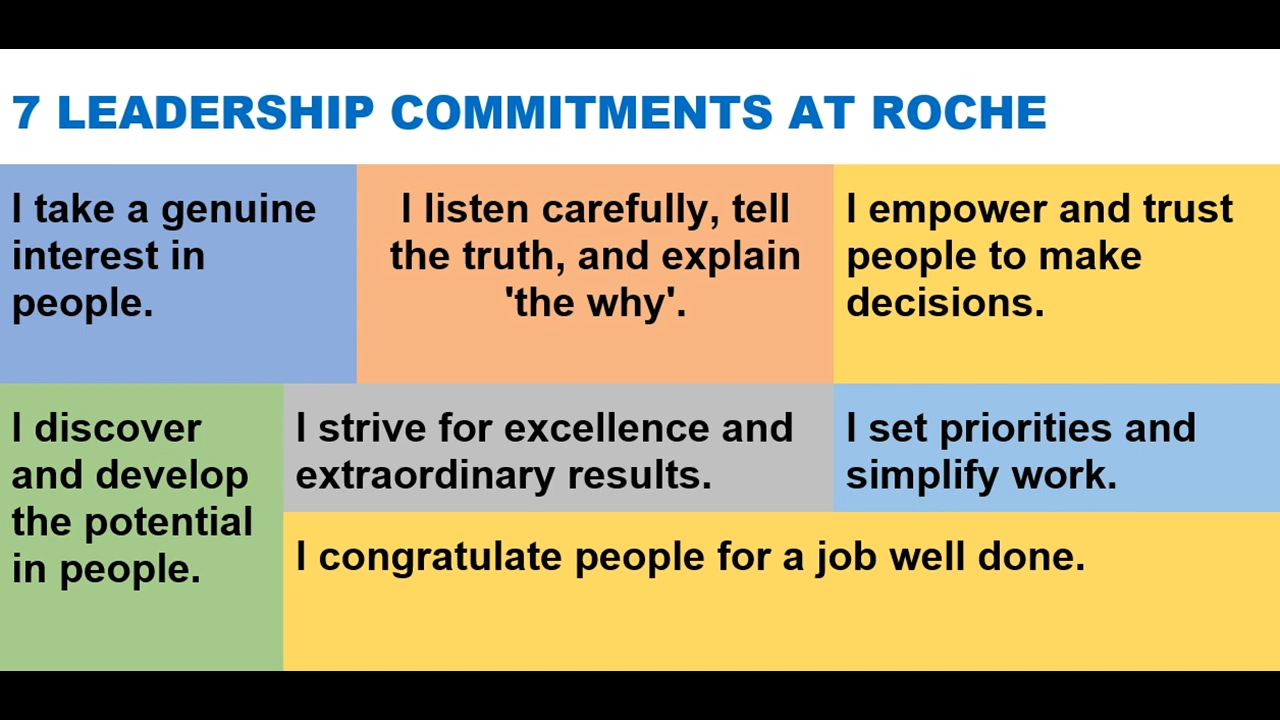 7 LEADERSHIP COMMITMENTS AT ROCHE
I take a genuine
interest in
people.
I listen carefully, tell
the truth, and explain
'the why'.
I empower and trust
people to make
decisions.
I discover
and develop
the potential
in people.
I strive for excellence and
extraordinary results.
I set priorities and
simplify work.
I congratulate people for a job well done.